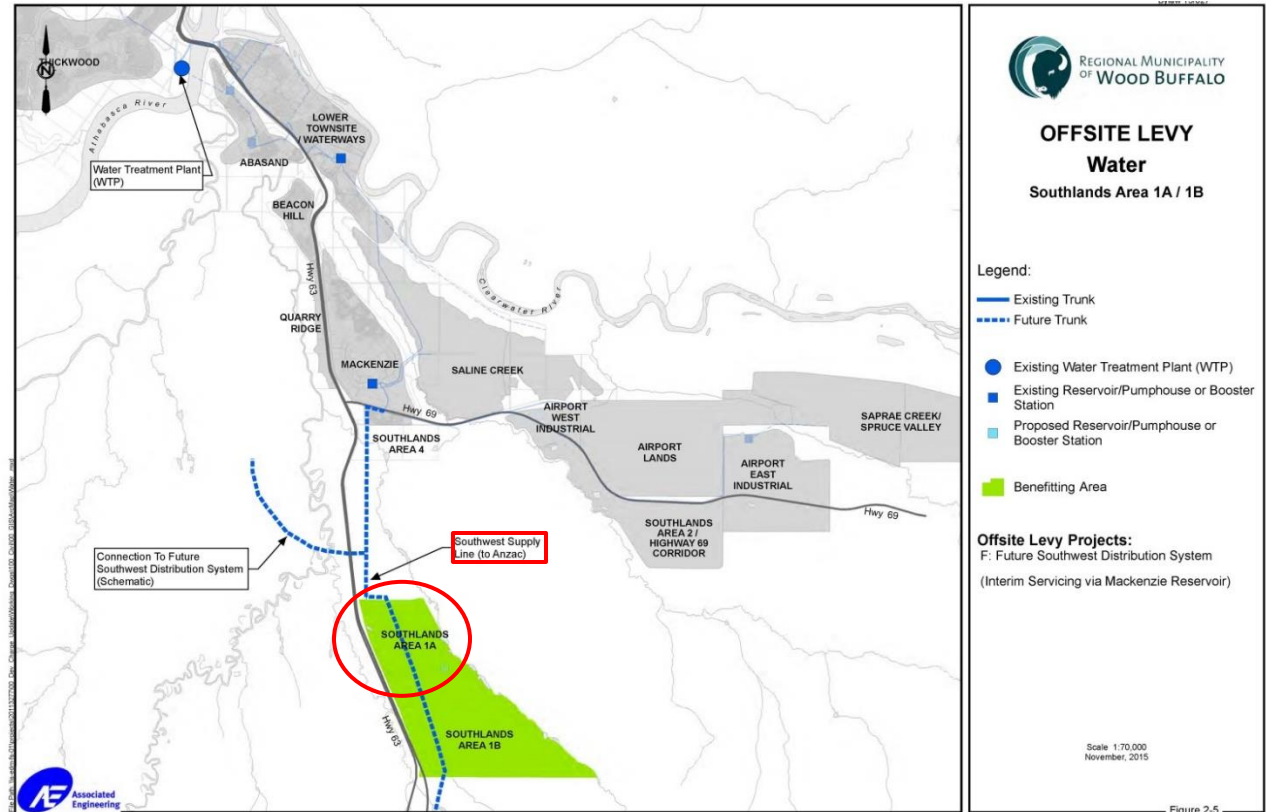 THICKWOOD
N
Athabasca River
Water Treatment Plant
(WTP)
ABASAND
LOWER
TOWNSITE
/ WATERWAYS
BEACON
HILL
Hwy 63
QUARRY
RIDGE
Clearwater River
MACKENZIE
SALINE CREEK
Hwy 69
SOUTHLANDS
AREA 4
AIRPORT
WEST
INDUSTRIAL
AIRPORT
LANDS
AIRPORT
EAST
INDUSTRIAL
SAPRAE CREEK/
SPRUCE VALLEY
Hwy 69
SOUTHLANDS
AREA 2 /
HIGHWAY 69
CORRIDOR
Connection To Future
Southwest Distribution System
(Schematic)
Southwest Supply
Line (to Anzac)
SOUTHLANDS
AREA 1A
SOUTHLANDS
AREA 1B
Hwy 63
AE Associated
Engineering
REGIONAL MUNICIPALITY
OF WOOD BUFFALO
OFFSITE LEVY
Water
Southlands Area 1A / 1B
Legend:
Existing Trunk
Future Trunk
Existing Water Treatment Plant (WTP)
Existing Reservoir/Pumphouse or Booster
Station
Proposed Reservoir/Pumphouse or
Booster Station
Benefitting Area
Offsite Levy Projects:
F: Future Southwest Distribution System
(Interim Servicing via Mackenzie Reservoir)
Scale 1:70,000
November, 2015
Figure 2-5